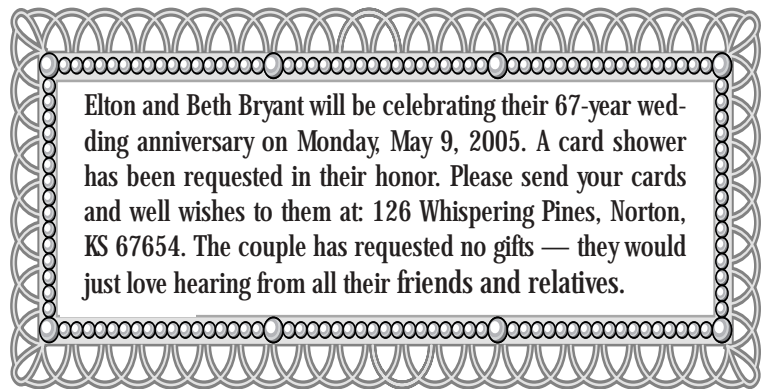 Elton and Beth Bryant will be celebrating their 67-year wed-
ding anniversary on Monday, May 9, 2005. A card shower
has been requested in their honor. Please send your cards
and well wishes to them at: 126 Whispering Pines, Norton,
KS 67654. The couple has requested no gifts — they would
just love hearing from all their friends and relatives.